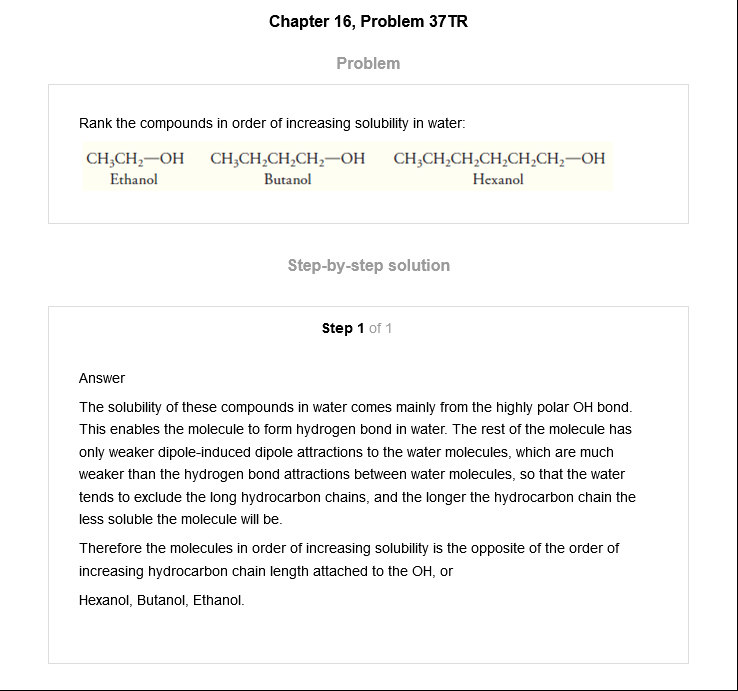 Chapter 16, Problem 37TR
Problem
Rank the compounds in order of increasing solubility in water:
CH₃CH₂—OH CH₃CH₂CH₂CH₂—OH CH₃CH₂CH₂CH₂CH₂CH₂—OH
Ethanol Butanol Hexanol
Step-by-step solution
Step 1 of 1
Answer
The solubility of these compounds in water comes mainly from the highly polar OH bond.
This enables the molecule to form hydrogen bond in water. The rest of the molecule has
only weaker dipole-induced dipole attractions to the water molecules, which are much
weaker than the hydrogen bond attractions between water molecules, so that the water
tends to exclude the long hydrocarbon chains, and the longer the hydrocarbon chain the
less soluble the molecule will be.
Therefore the molecules in order of increasing solubility is the opposite of the order of
increasing hydrocarbon chain length attached to the OH, or
Hexanol, Butanol, Ethanol.